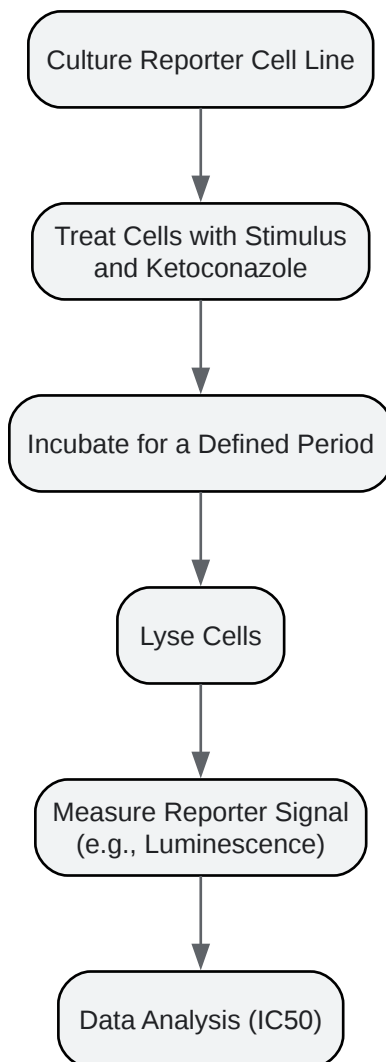 Culture Reporter Cell Line
Treat Cells with Stimulus
and Ketoconazole
Incubate for a Defined Period
Lyse Cells
Measure Reporter Signal
(e.g., Luminescence)
Data Analysis (IC50)